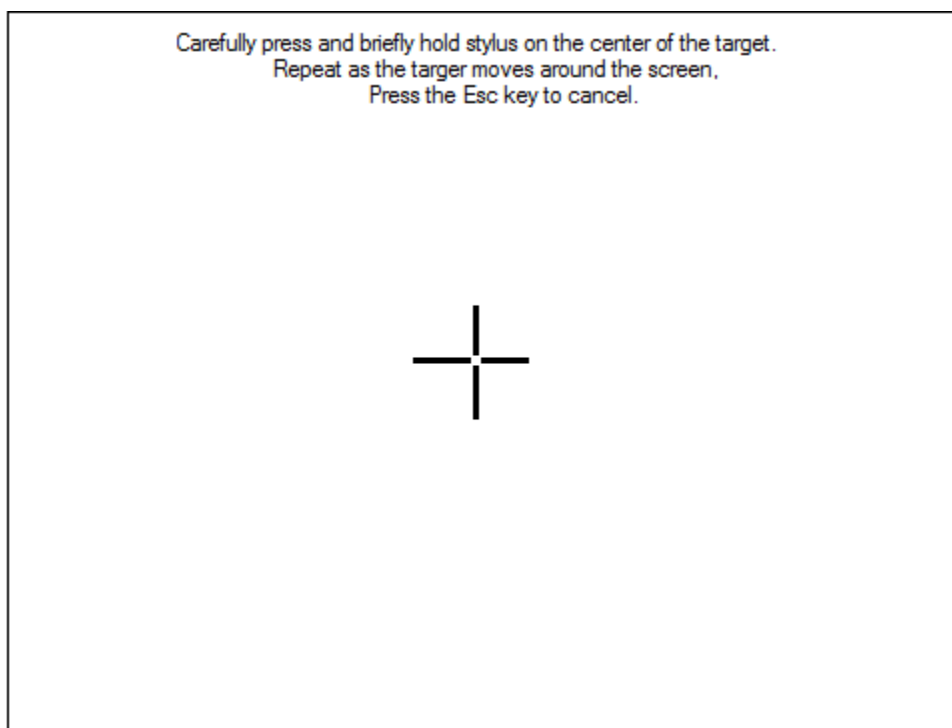 Carefully press and briefly hold stylus on the center of the target.
Repeat as the targer moves around the screen,
Press the Esc key to cancel.